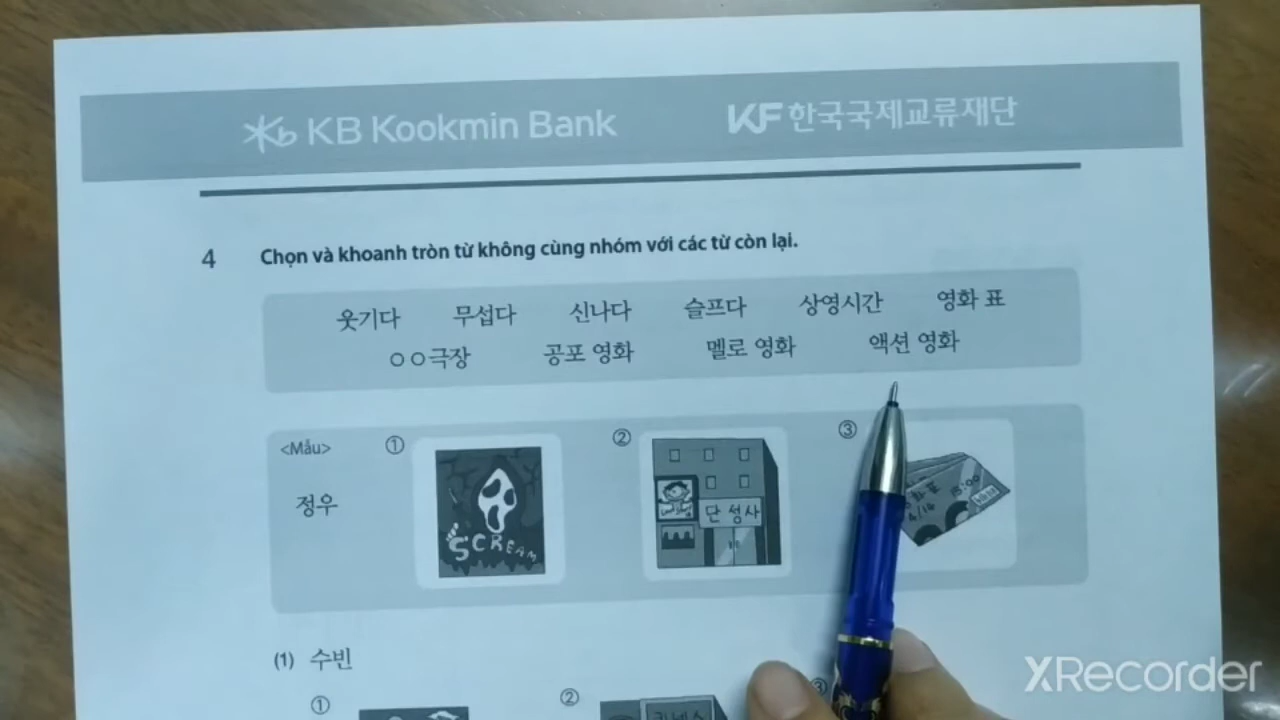 KB Kookmin Bank
KF 한국국제교류재단
4 Chọn và khoanh tròn từ không cùng nhóm với các từ còn lại.
웃기다 무섭다 신나다 슬프다 상영시간 영화 표
○○극장 공포 영화 멜로 영화 액션 영화
<Mẫu> ① ② ③
정우
SCREAM
단성사
15:00
4/14
(1) 수빈
① ② ③
XRecorder